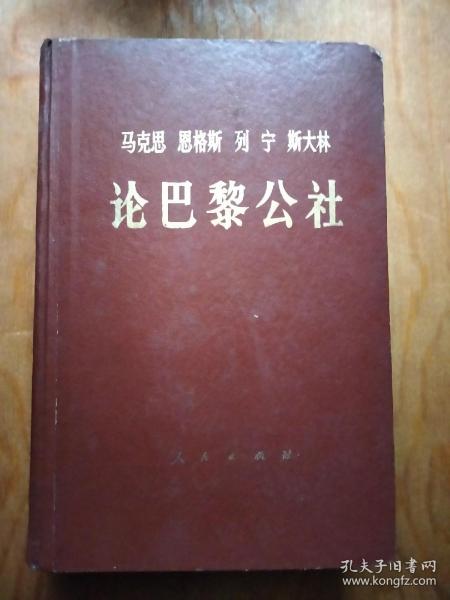 马克思 恩格斯 列宁 斯大林
论巴黎公社
人民出版社
孔夫子旧书网
www.kongfz.com